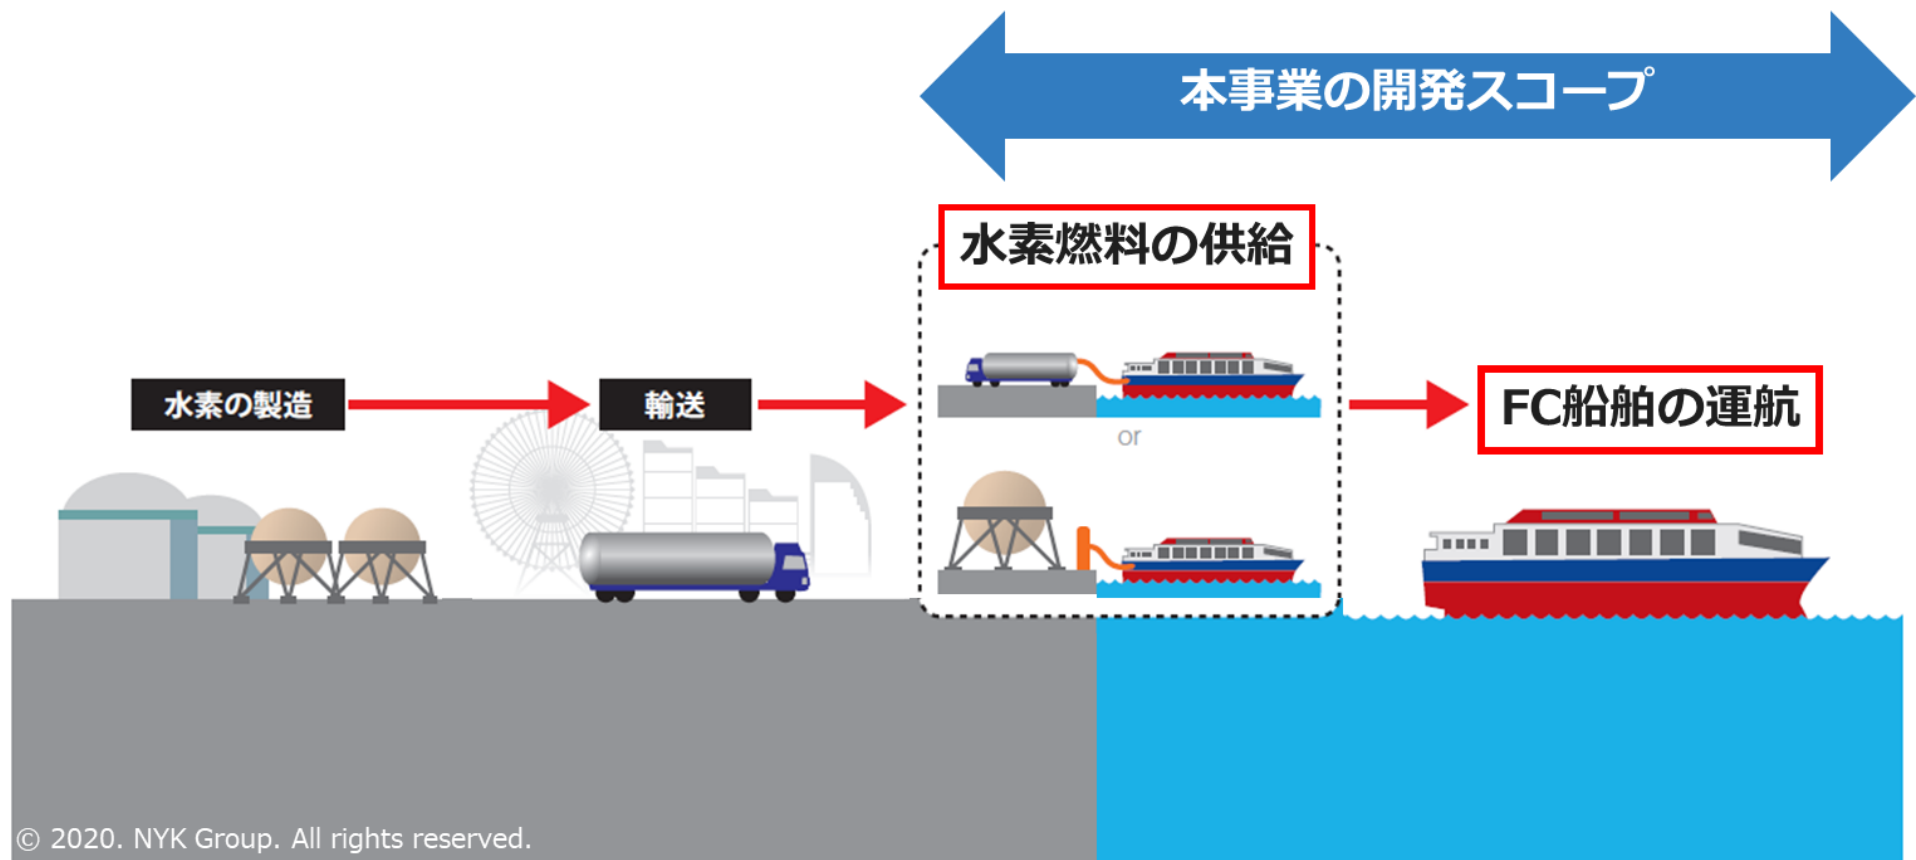 本事業の開発スコープ
水素燃料の供給
水素の製造
輸送
or
FC船舶の運航
© 2020. NYK Group. All rights reserved.